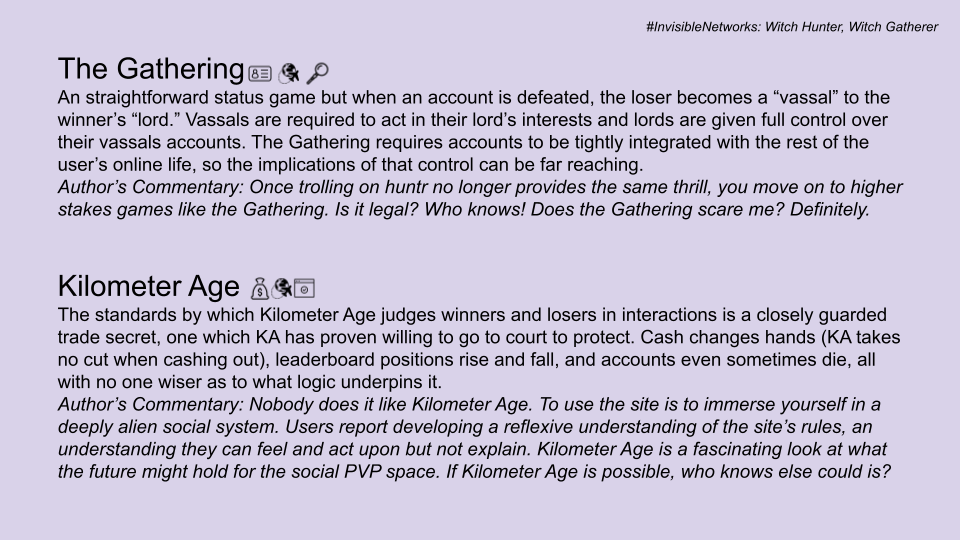 #InvisibleNetworks: Witch Hunter, Witch Gatherer
The Gathering
An straightforward status game but when an account is defeated, the loser becomes a “vassal” to the
winner’s “lord.” Vassals are required to act in their lord’s interests and lords are given full control over
their vassals accounts. The Gathering requires accounts to be tightly integrated with the rest of the
user’s online life, so the implications of that control can be far reaching.
Author’s Commentary: Once trolling on huntr no longer provides the same thrill, you move on to higher
stakes games like the Gathering. Is it legal? Who knows! Does the Gathering scare me? Definitely.
Kilometer Age
The standards by which Kilometer Age judges winners and losers in interactions is a closely guarded
trade secret, one which KA has proven willing to go to court to protect. Cash changes hands (KA takes
no cut when cashing out), leaderboard positions rise and fall, and accounts even sometimes die, all
with no one wiser as to what logic underpins it.
Author’s Commentary: Nobody does it like Kilometer Age. To use the site is to immerse yourself in a
deeply alien social system. Users report developing a reflexive understanding of the site’s rules, an
understanding they can feel and act upon but not explain. Kilometer Age is a fascinating look at what
the future might hold for the social PVP space. If Kilometer Age is possible, who knows else could is?